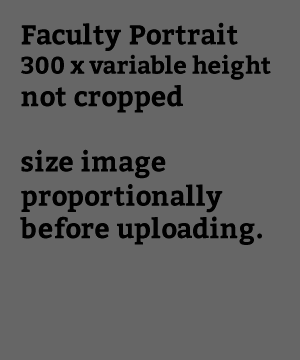 Faculty Portrait
300 x variable height
not cropped
size image
proportionally
before uploading.